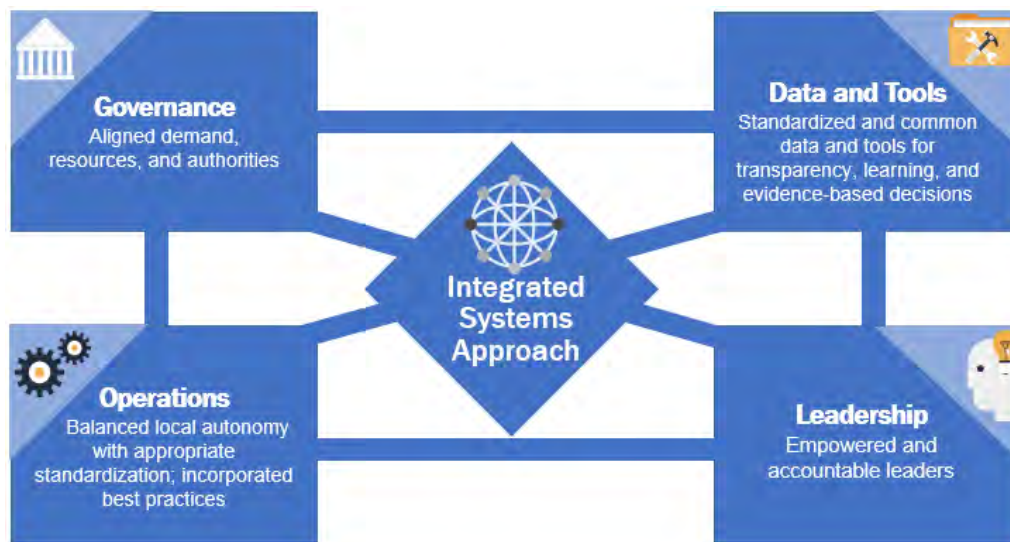 Governance
Aligned demand,
resources, and authorities
Data and Tools
Standardized and common
data and tools for
transparency, learning, and
evidence-based decisions
Integrated
Systems
Approach
Operations
Balanced local autonomy
with appropriate
standardization; incorporated
best practices
Leadership
Empowered and
accountable leaders